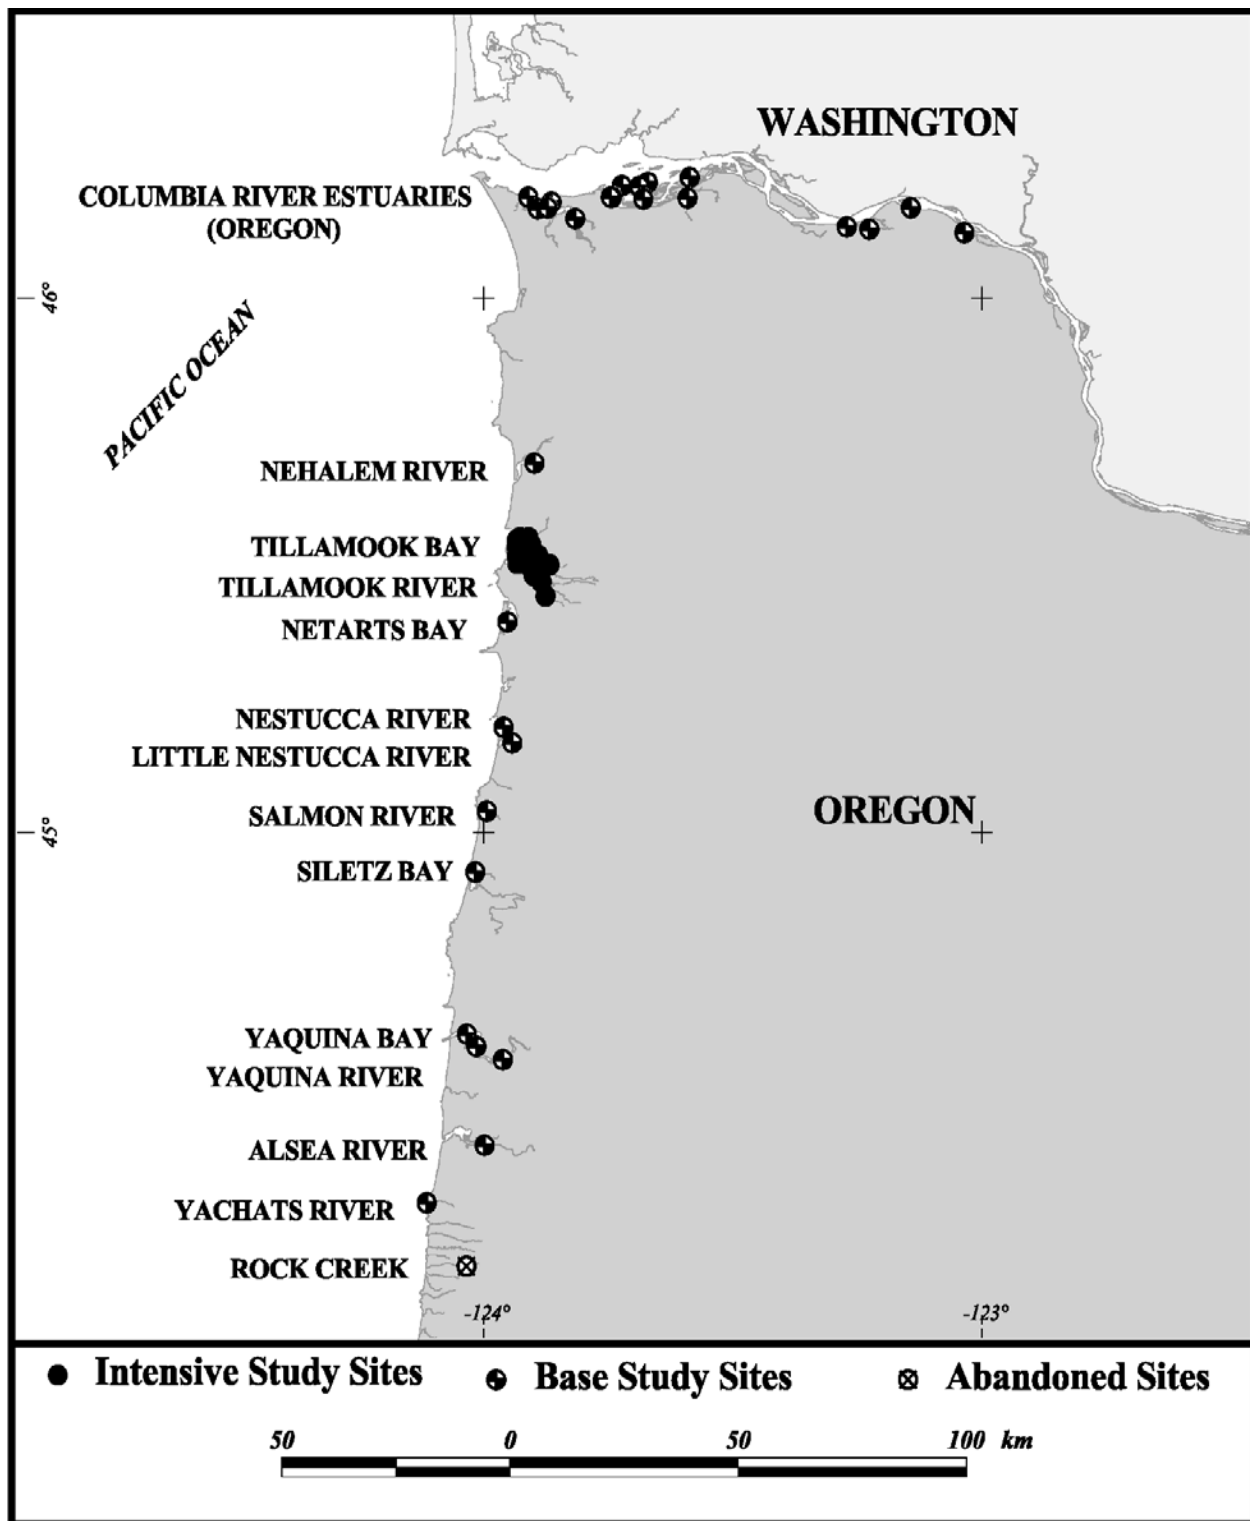 WASHINGTON
COLUMBIA RIVER ESTUARIES
(OREGON)
46°
PACIFIC OCEAN
NEHALEM RIVER
TILLAMOOK BAY
TILLAMOOK RIVER
NETARTS BAY
NESTUCCA RIVER
LITTLE NESTUCCA RIVER
OREGON
SALMON RIVER
45°
SILETZ BAY
YAQUINA BAY
YAQUINA RIVER
ALSEA RIVER
YACHATS RIVER
ROCK CREEK
-124° -123°
Intensive Study Sites Base Study Sites Abandoned Sites
50 0 50 100 km